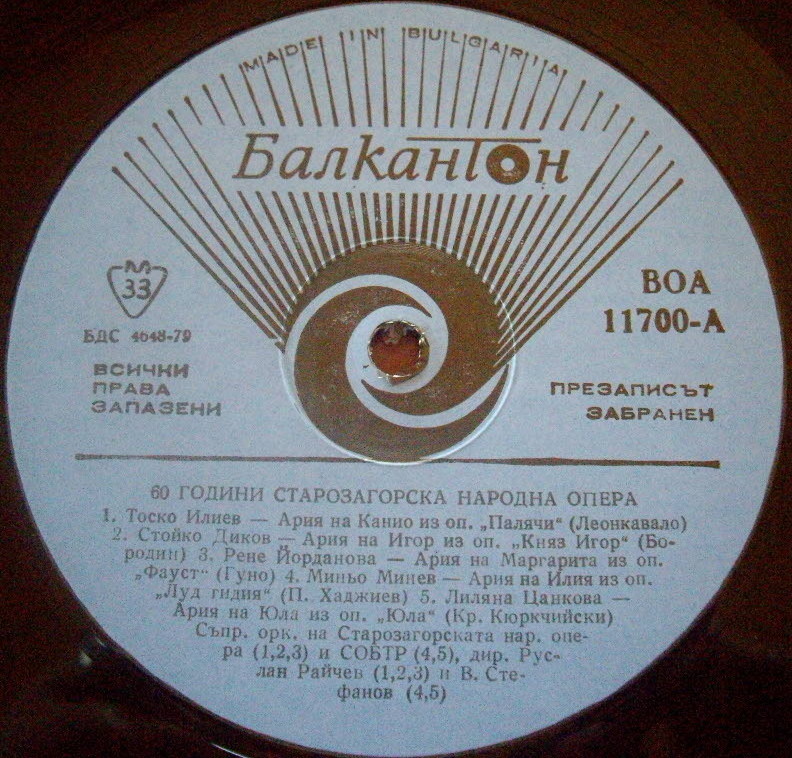 MADE IN BULGARIA
Балкантон
33
БДС 4648-79
ВСИЧКИ
ПРАВА
ЗАПАЗЕНИ
ВОА
11700-А
ПРЕЗАПИСЪТ
ЗАБРАНЕН
60 ГОДИНИ СТАРОЗАГОРСКА НАРОДНА ОПЕРА
1. Тоско Илиев — Ария на Канио из оп. „Палячи“ (Леонкавало)
2. Стойко Диков — Ария на Игор из оп. „Княз Игор“ (Бо-
родин) 3. Рене Йорданова — Ария на Маргарита из оп.
„Фауст“ (Гуно) 4. Миньо Минев — Ария на Илия из оп.
„Луд гидия“ (П. Хаджиев) 5. Лиляна Цанкова —
Ария на Юла из оп. „Юла“ (Кр. Кюркчийски)
Съпр. орк. на Старозагорската нар. опе-
ра (1,2,3) и СОБТР (4,5), дир. Рус-
лан Райчев (1,2,3) и В. Сте-
фанов (4,5)